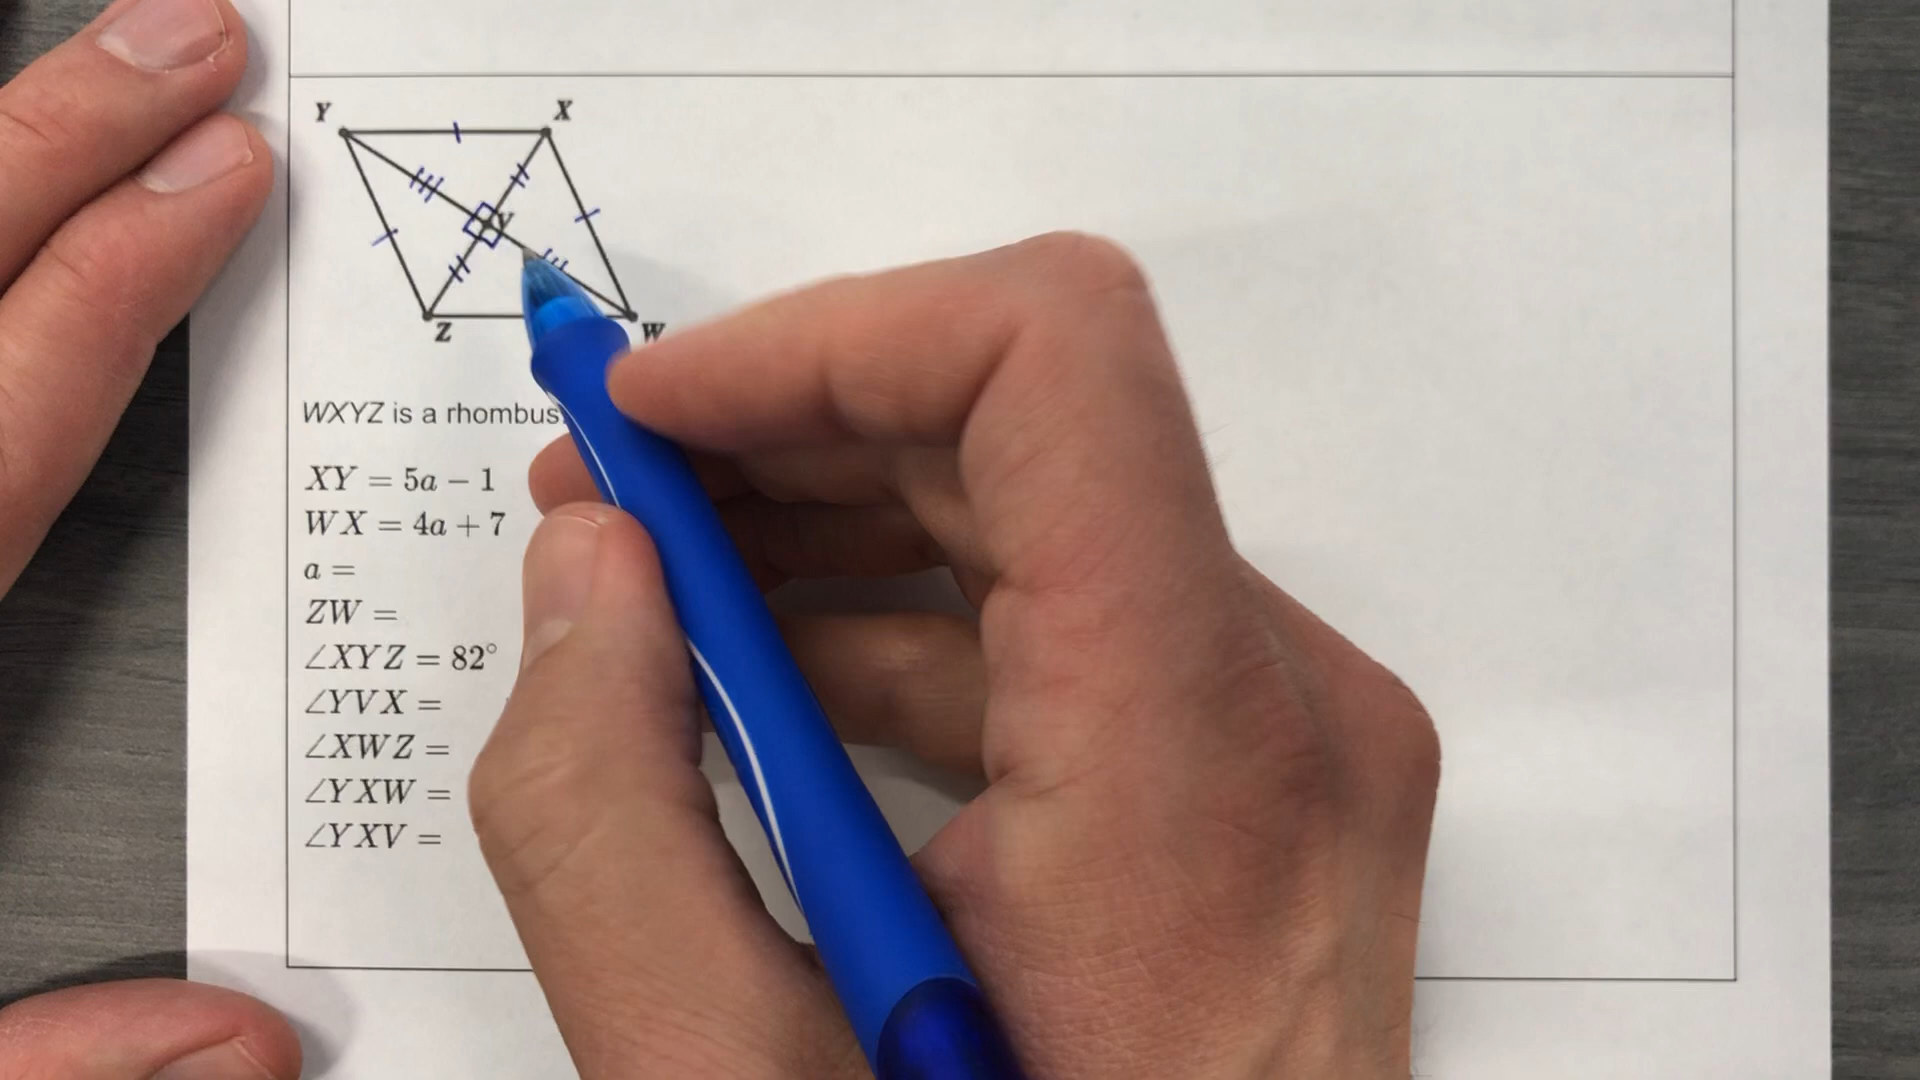 Y X
V
Z W
WXYZ is a rhombus.
XY = 5a − 1
WX = 4a + 7
a =
ZW =
∠XYZ = 82°
∠YVX =
∠XWZ =
∠YXW =
∠YXV =